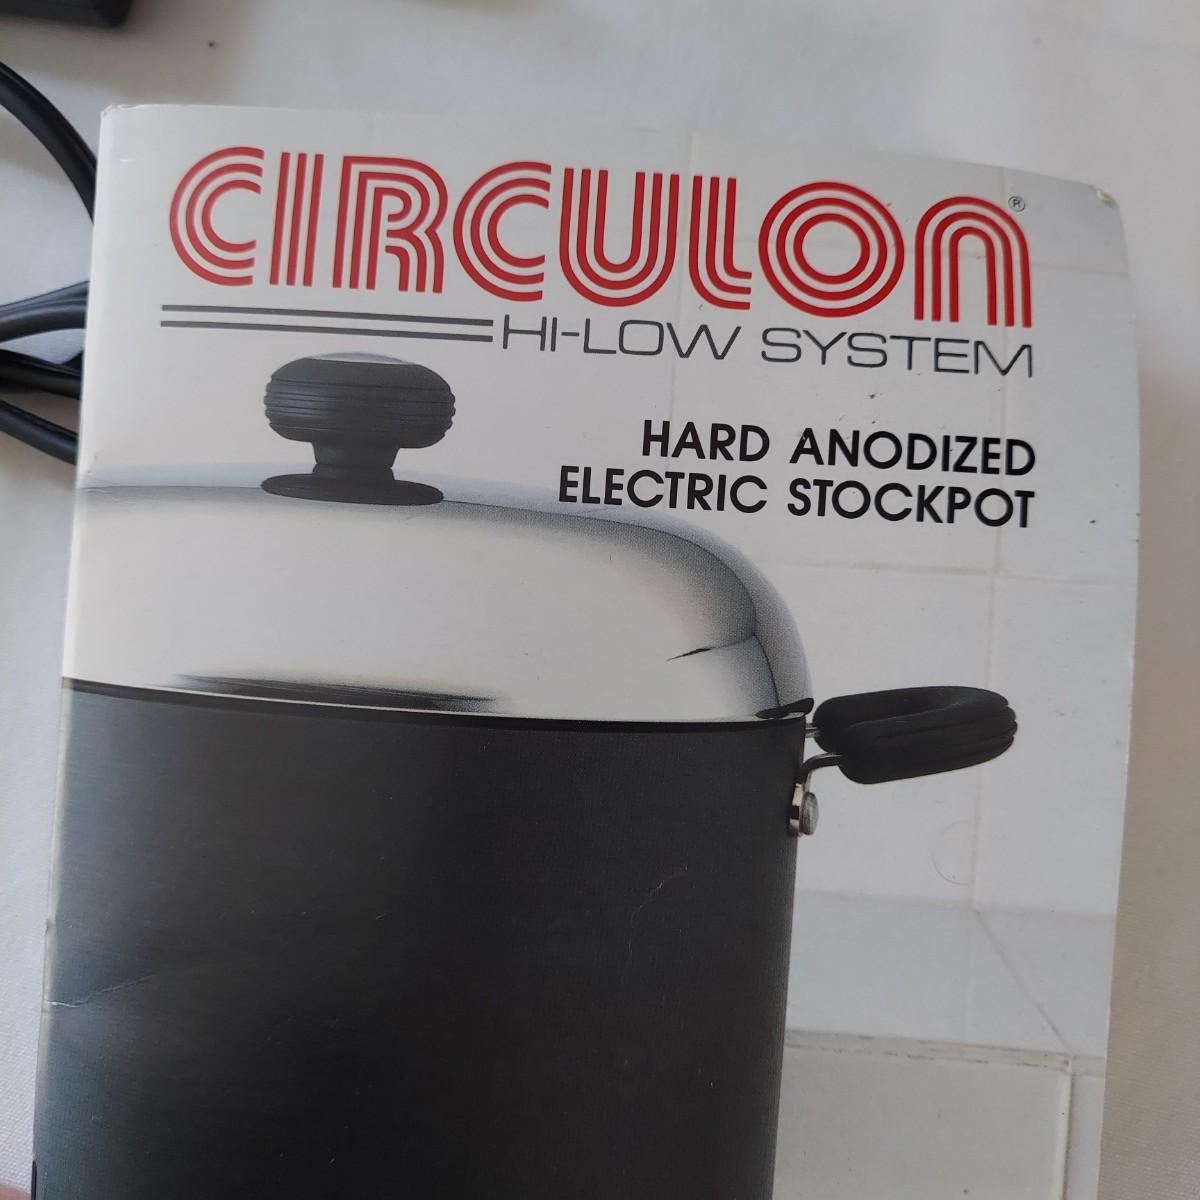 CIRCULON®
HI-LOW SYSTEM
HARD ANODIZED
ELECTRIC STOCKPOT